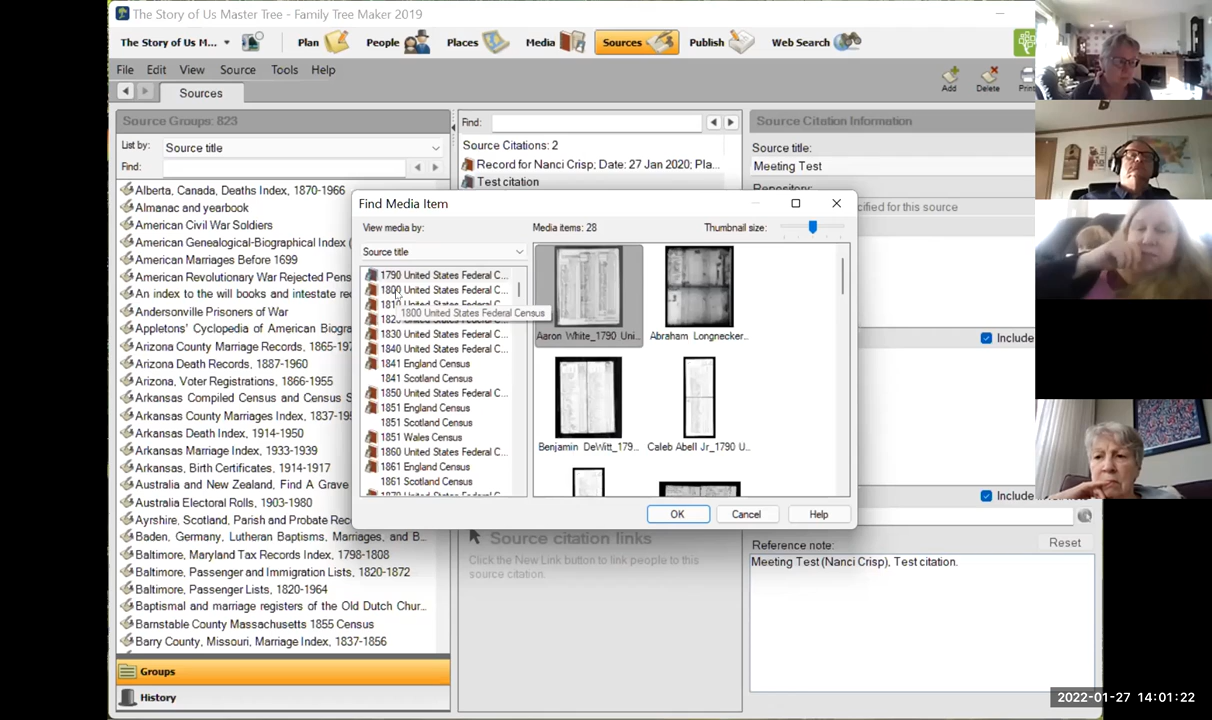 The Story of Us Master Tree - Family Tree Maker 2019
The Story of Us M...
Plan
People
Places
Media
Sources
Publish
Web Search
File
Edit
View
Source
Tools
Help
Sources
Add
Delete
Source Groups: 823
List by:
Source title
Find:
Alberta, Canada, Deaths Index, 1870-1966
Almanac and yearbook
American Civil War Soldiers
American Genealogical-Biographical Index (
American Marriages Before 1699
American Revolutionary War Rejected Pens
An index to the will books and intestate rec
Andersonville Prisoners of War
Appletons' Cyclopedia of American Biogra
Arizona County Marriage Records, 1865-19
Arizona Death Records, 1887-1960
Arizona, Voter Registrations, 1866-1955
Arkansas Compiled Census and Census S
Arkansas County Marriages Index, 1837-195
Arkansas Death Index, 1914-1950
Arkansas Marriage Index, 1933-1939
Arkansas, Birth Certificates, 1914-1917
Australia and New Zealand, Find A Grave
Australia Electoral Rolls, 1903-1980
Ayrshire, Scotland, Parish and Probate Rec
Baden, Germany, Lutheran Baptisms, Marriages, and B...
Baltimore, Maryland Tax Records Index, 1798-1808
Baltimore, Passenger and Immigration Lists, 1820-1872
Baltimore, Passenger Lists, 1820-1964
Baptismal and marriage registers of the Old Dutch Chur...
Barnstable County Massachusetts 1855 Census
Barry County, Missouri, Marriage Index, 1837-1856
Groups
History
Find:
Source Citations: 2
Record for Nanci Crisp; Date: 27 Jan 2020; Pla...
Test citation
Source Citation Information
Source title:
Meeting Test
Repository:
cified for this source
Include
Include
Reference note:
Reset
Meeting Test (Nanci Crisp), Test citation.
Source citation links
Click the New Link button to link people to this
source citation.
Find Media Item
View media by:
Source title
Media items: 28
Thumbnail size:
1790 United States Federal C...
1800 United States Federal C...
1800 United States Federal Census
1830 United States Federal C...
1840 United States Federal C...
1841 England Census
1841 Scotland Census
1850 United States Federal C...
1851 England Census
1851 Scotland Census
1851 Wales Census
1860 United States Federal C...
1861 England Census
1861 Scotland Census
Aaron White_1790 Uni...
Abraham Longnecker...
Benjamin DeWitt_179...
Caleb Abell Jr_1790 U...
OK
Cancel
Help
2022-01-27 14:01:22